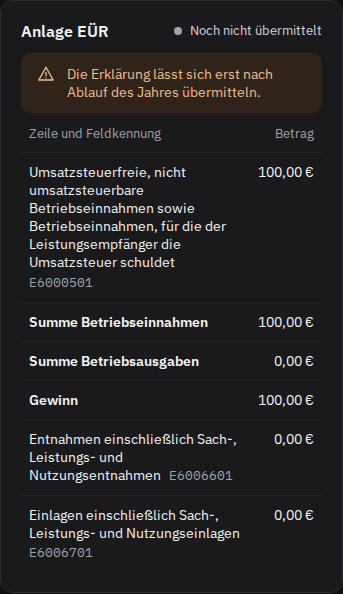 Anlage EÜR
Noch nicht übermittelt
Die Erklärung lässt sich erst nach
Ablauf des Jahres übermitteln.
Zeile und Feldkennung Betrag
Umsatzsteuerfreie, nicht 100,00 €
umsatzsteuerbare
Betriebseinnahmen sowie
Betriebseinnahmen, für die der
Leistungsempfänger die
Umsatzsteuer schuldet
E6000501
Summe Betriebseinnahmen 100,00 €
Summe Betriebsausgaben 0,00 €
Gewinn 100,00 €
Entnahmen einschließlich Sach-, 0,00 €
Leistungs- und
Nutzungsentnahmen E6006601
Einlagen einschließlich Sach-, 0,00 €
Leistungs- und Nutzungseinlagen
E6006701